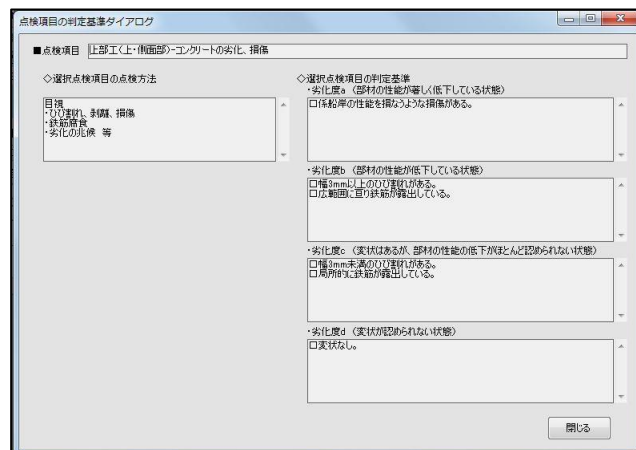 点検項目の判定基準ダイアログ
■点検項目 上部工(上・側面部)-コンクリートの劣化、損傷
◇選択点検項目の点検方法
目視
・ひび割れ、剥離、損傷
・鉄筋腐食
・劣化の兆候 等
◇選択点検項目の判定基準
・劣化度a (部材の性能が著しく低下している状態)
□係船岸の性能を損なうような損傷がある。
・劣化度b (部材の性能が低下している状態)
□幅3mm以上のひび割れがある。
□広範囲に亘り鉄筋が露出している。
・劣化度c (変状はあるが、部材の性能の低下がほとんど認められない状態)
□幅3mm未満のひび割れがある。
□局所的に鉄筋が露出している。
・劣化度d (変状が認められない状態)
□変状なし。
閉じる